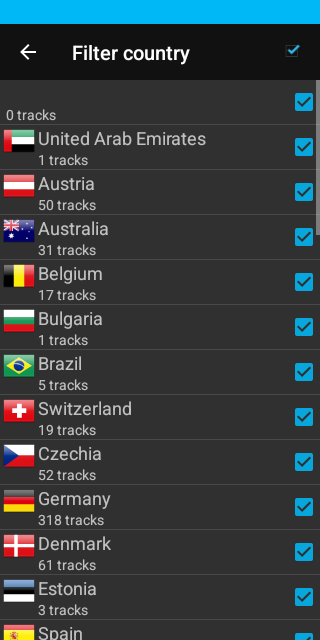 Filter country
0 tracks
United Arab Emirates
1 tracks
Austria
50 tracks
Australia
31 tracks
Belgium
17 tracks
Bulgaria
1 tracks
Brazil
5 tracks
Switzerland
19 tracks
Czechia
52 tracks
Germany
318 tracks
Denmark
61 tracks
Estonia
3 tracks
Spain